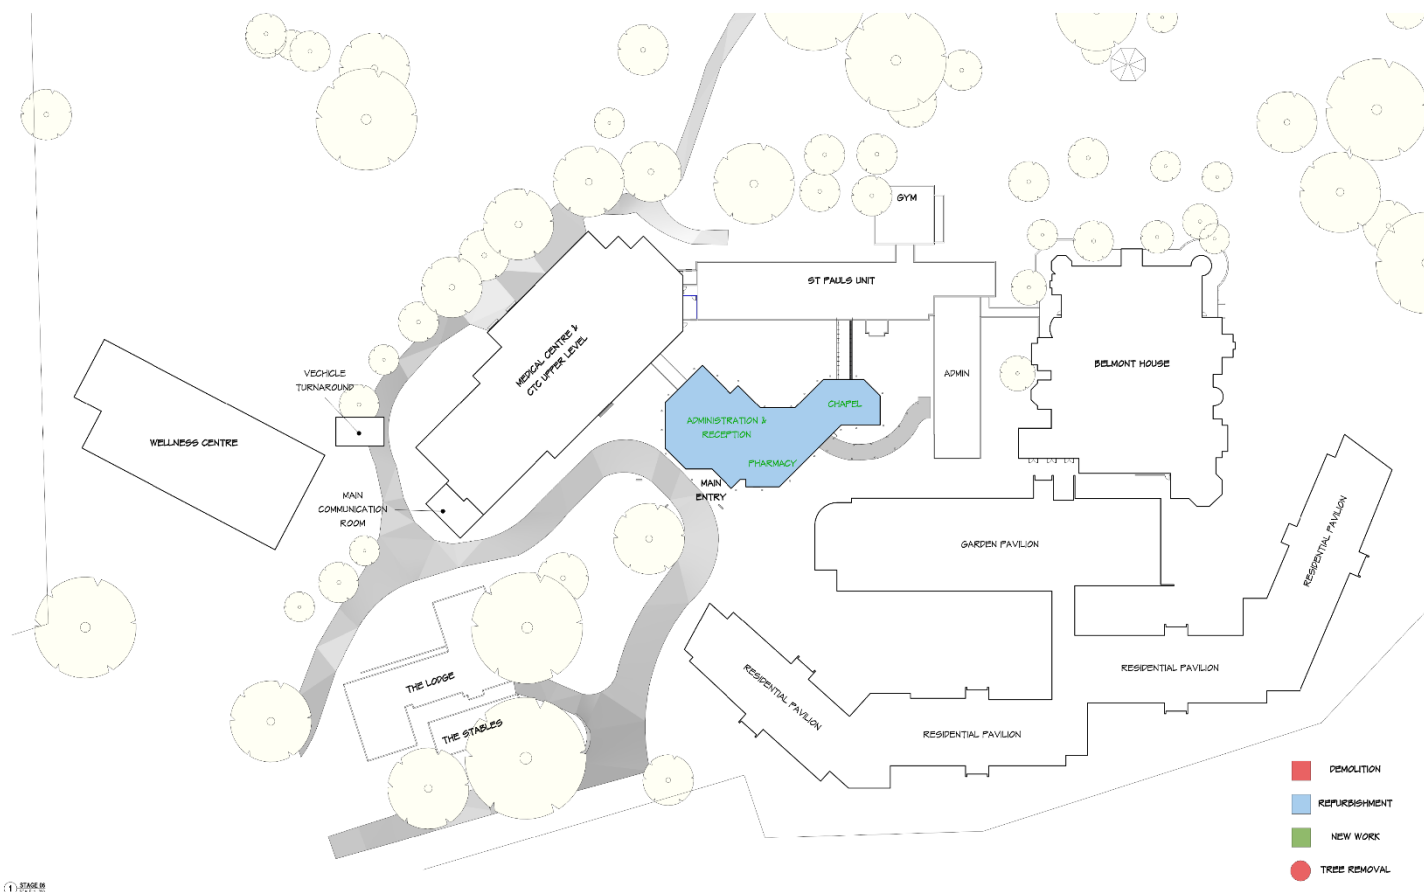 GYM
ST PAULS UNIT
MEDICAL CENTRE &
CTC UPPER LEVEL
BELMONT HOUSE
ADMIN
VECHICLE
TURNAROUND
CHAPEL
ADMINISTRATION &
RECEPTION
WELLNESS CENTRE
PHARMACY
MAIN
ENTRY
MAIN
COMMUNICATION
ROOM
GARDEN PAVILION
RESIDENTIAL PAVILION
RESIDENTIAL PAVILION
THE LODGE
RESIDENTIAL PAVILION
THE STABLES
RESIDENTIAL PAVILION
DEMOLITION
REFURBISHMENT
NEW WORK
TREE REMOVAL
1